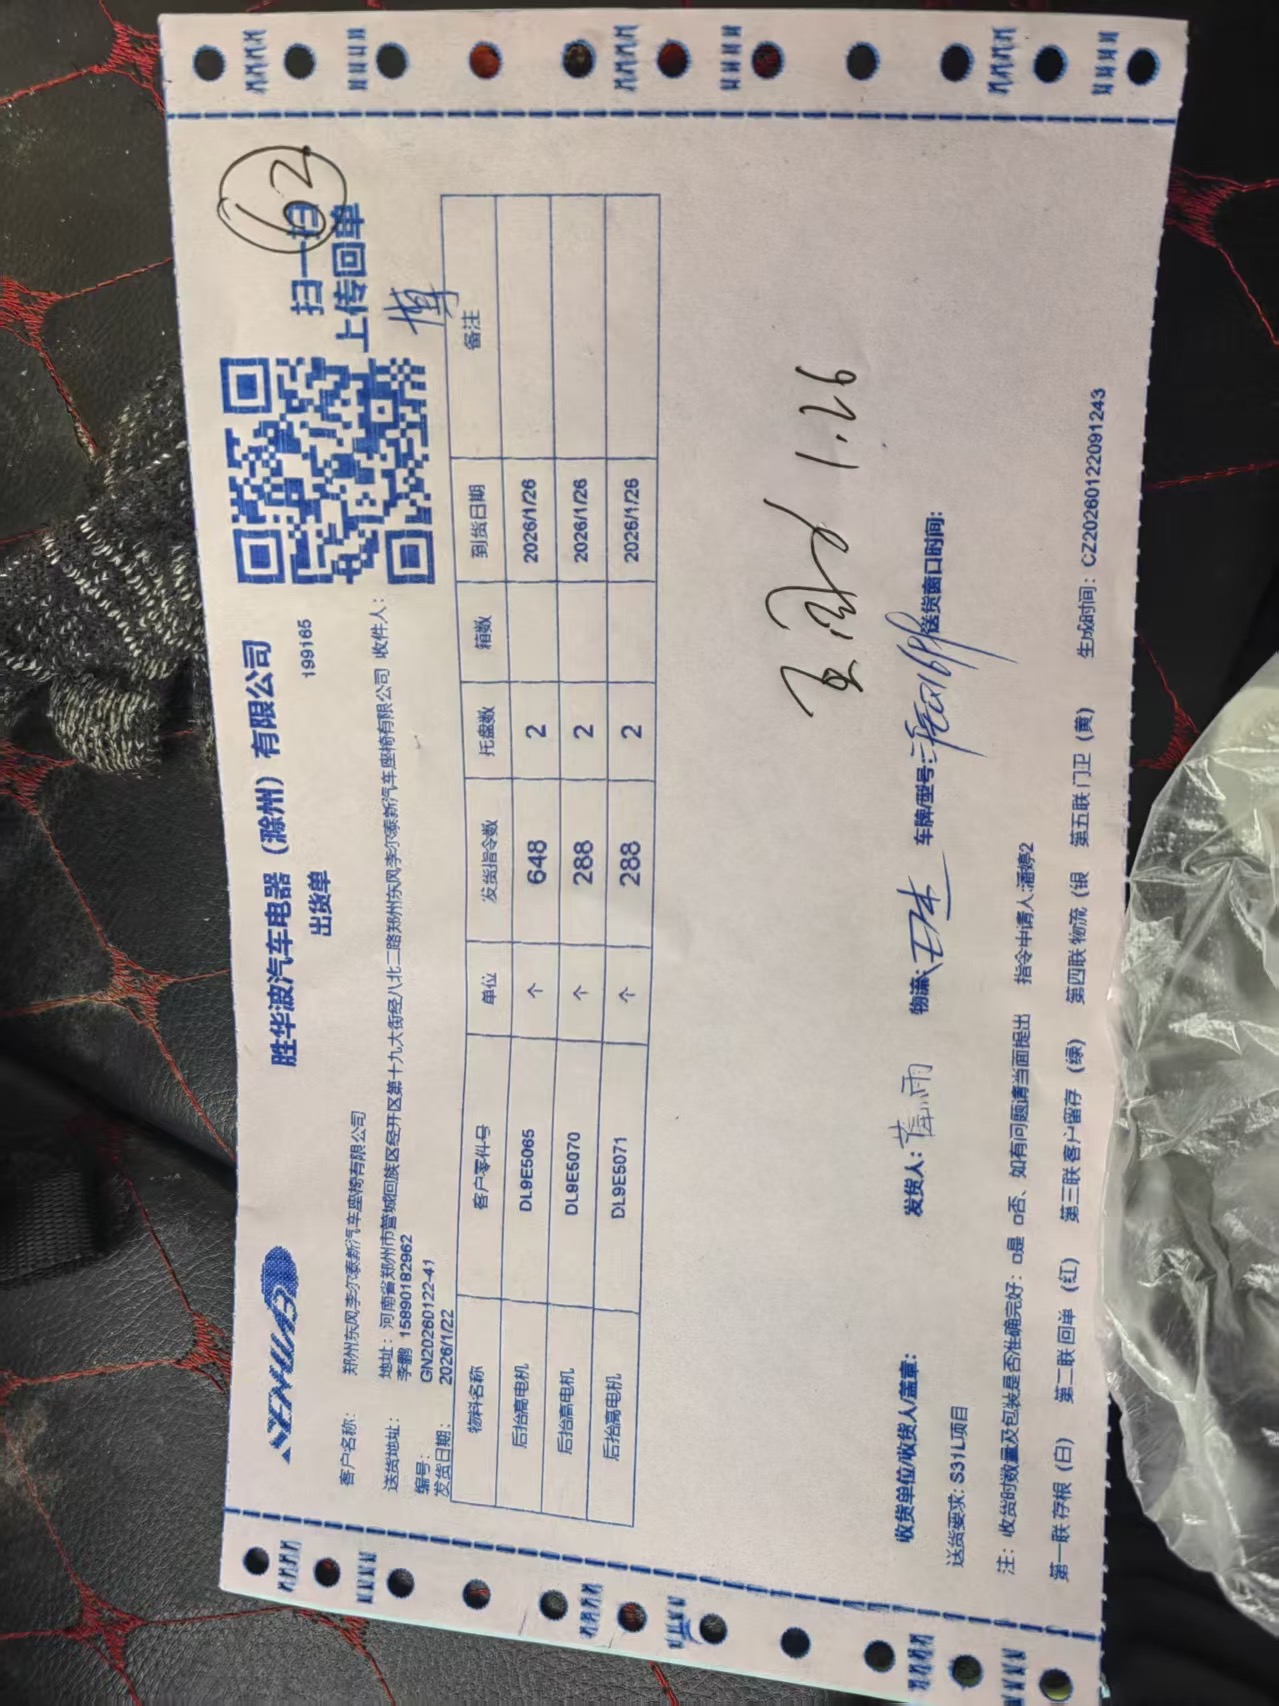 62
扫一扫
上传回单
SENWAB
胜华波汽车电器（滁州）有限公司
出货单
199165
客户名称： 郑州东风李尔泰新汽车座椅有限公司
送货地址： 地址：河南省郑州市管城回族区经开区第十九大街经八北二路郑州东风李尔泰新汽车座椅有限公司 收件人：
李鹏 15890182962
编号： GN20260122-41
发货日期： 2026/1/22
物料名称 客户零件号 单位 发货指令数 托盘数 箱数 到货日期 备注
后抬高电机 DL9E5065 个 648 2 2026/1/26
后抬高电机 DL9E5070 个 288 2 2026/1/26
后抬高电机 DL9E5071 个 288 2 2026/1/26
1.26
收货单位/收货人/盖章： 发货人： 物流： 车牌/型号： 送货窗口时间：
送货要求: S31L项目
注：收货时数量及包装是否准确完好：□是 □否、如有问题请当面提出 指令申请人:潘婷2
第一联 存根（白） 第二联 回单（红） 第三联 客户留存（绿） 第四联 物流（银 第五联 门卫（黄） 生成时间：CZ20260122091243